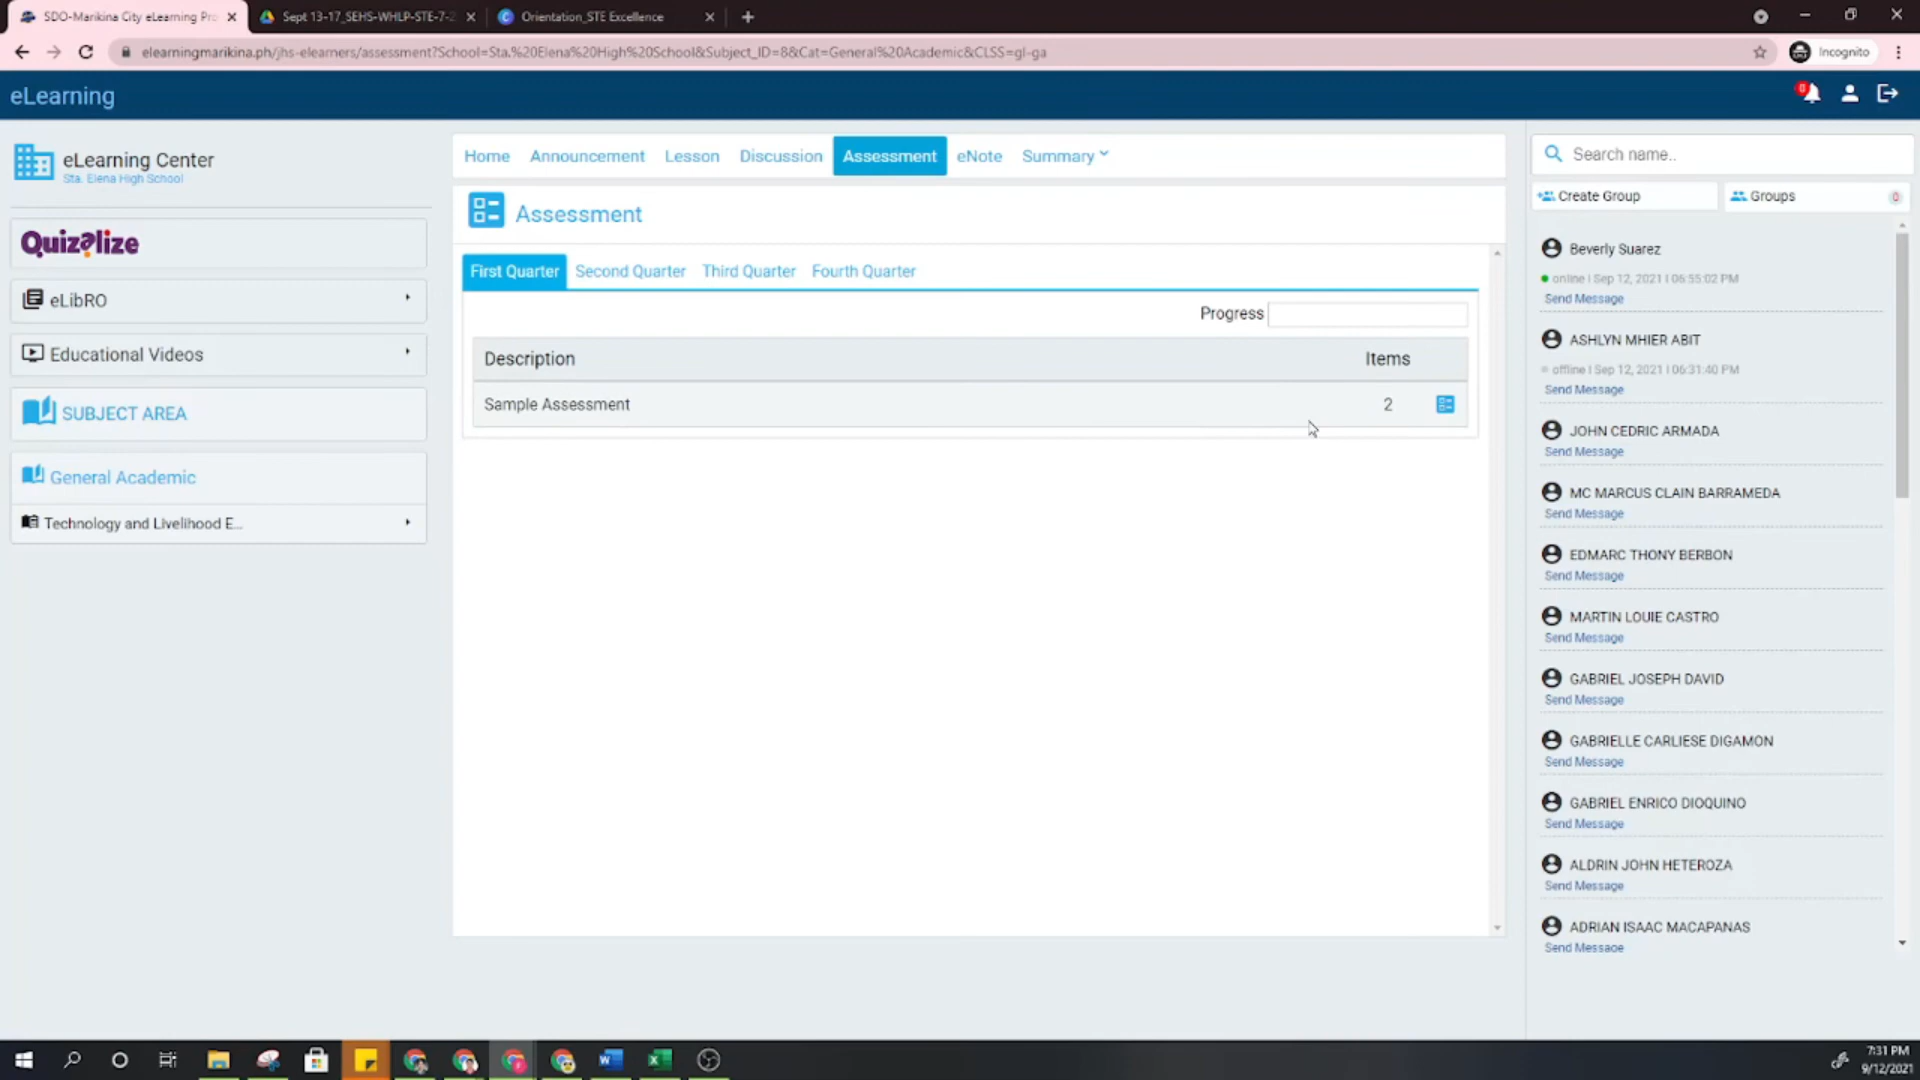 SDO-Marikina City eLearning Pr
Sept 13-17_SEHS-WHLP-STE-7-2
Orientation_STE Excellence
elearningmarikina.ph/jhs-elearners/assessment?School=Sta.%20Elena%20High%20School&Subject_ID=8&Cat=General%20Academic&CLSS=gl-ga
Incognito
eLearning
0
eLearning Center
Sta. Elena High School
Quizalize
eLibRO
Educational Videos
SUBJECT AREA
General Academic
Technology and Livelihood E...
Home Announcement Lesson Discussion Assessment eNote Summary
Assessment
First Quarter Second Quarter Third Quarter Fourth Quarter
Progress
Description Items
Sample Assessment 2
Search name..
Create Group Groups 0
Beverly Suarez
online | Sep 12, 2021 | 06:55:02 PM
Send Message
ASHLYN MHIER ABIT
offline | Sep 12, 2021 | 06:31:40 PM
Send Message
JOHN CEDRIC ARMADA
Send Message
MC MARCUS CLAIN BARRAMEDA
Send Message
EDMARC THONY BERBON
Send Message
MARTIN LOUIE CASTRO
Send Message
GABRIEL JOSEPH DAVID
Send Message
GABRIELLE CARLIESE DIGAMON
Send Message
GABRIEL ENRICO DIOQUINO
Send Message
ALDRIN JOHN HETEROZA
Send Message
ADRIAN ISAAC MACAPANAS
Send Message
7:31 PM
9/12/2021